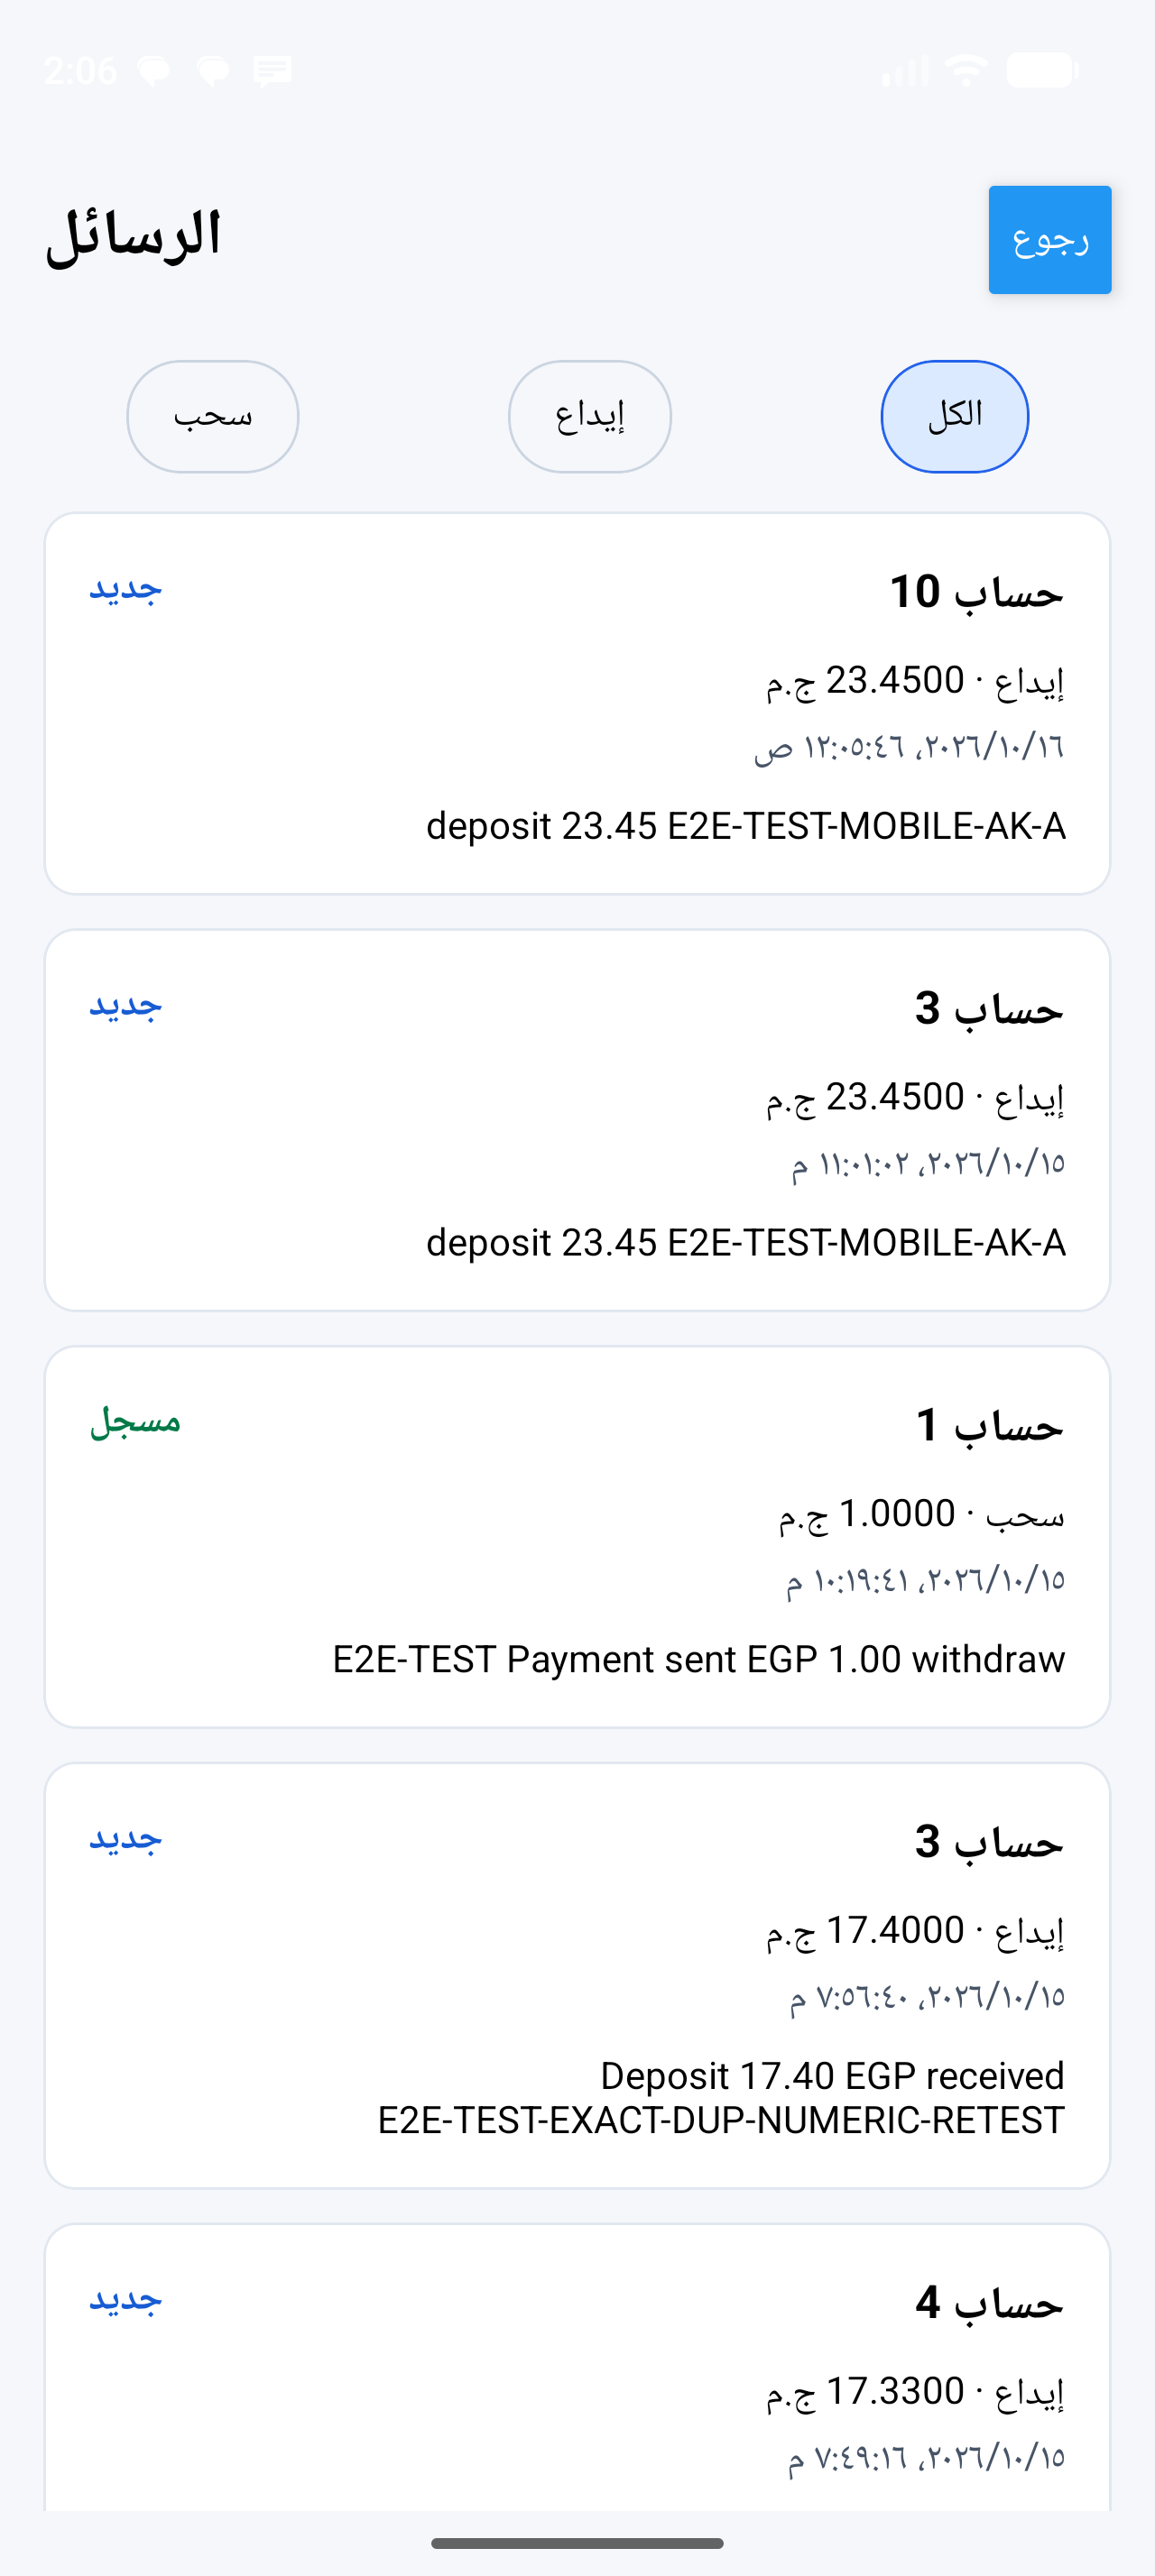 2:06
رجوع
الرسائل
الكل
إيداع
سحب
حساب 10
جديد
إيداع · 23.4500 ج.م
١٦‏/١٠‏/٢٠٢٦، ١٢:٠٥:٤٦ ص
deposit 23.45 E2E-TEST-MOBILE-AK-A
حساب 3
جديد
إيداع · 23.4500 ج.م
١٥‏/١٠‏/٢٠٢٦، ١١:٠١:٠٢ م
deposit 23.45 E2E-TEST-MOBILE-AK-A
حساب 1
مسجل
سحب · 1.0000 ج.م
١٥‏/١٠‏/٢٠٢٦، ١٠:١٩:٤١ م
E2E-TEST Payment sent EGP 1.00 withdraw
حساب 3
جديد
إيداع · 17.4000 ج.م
١٥‏/١٠‏/٢٠٢٦، ٧:٥٦:٤٠ م
Deposit 17.40 EGP received
E2E-TEST-EXACT-DUP-NUMERIC-RETEST
حساب 4
جديد
إيداع · 17.3300 ج.م
١٥‏/١٠‏/٢٠٢٦، ٧:٤٩:١٦ م